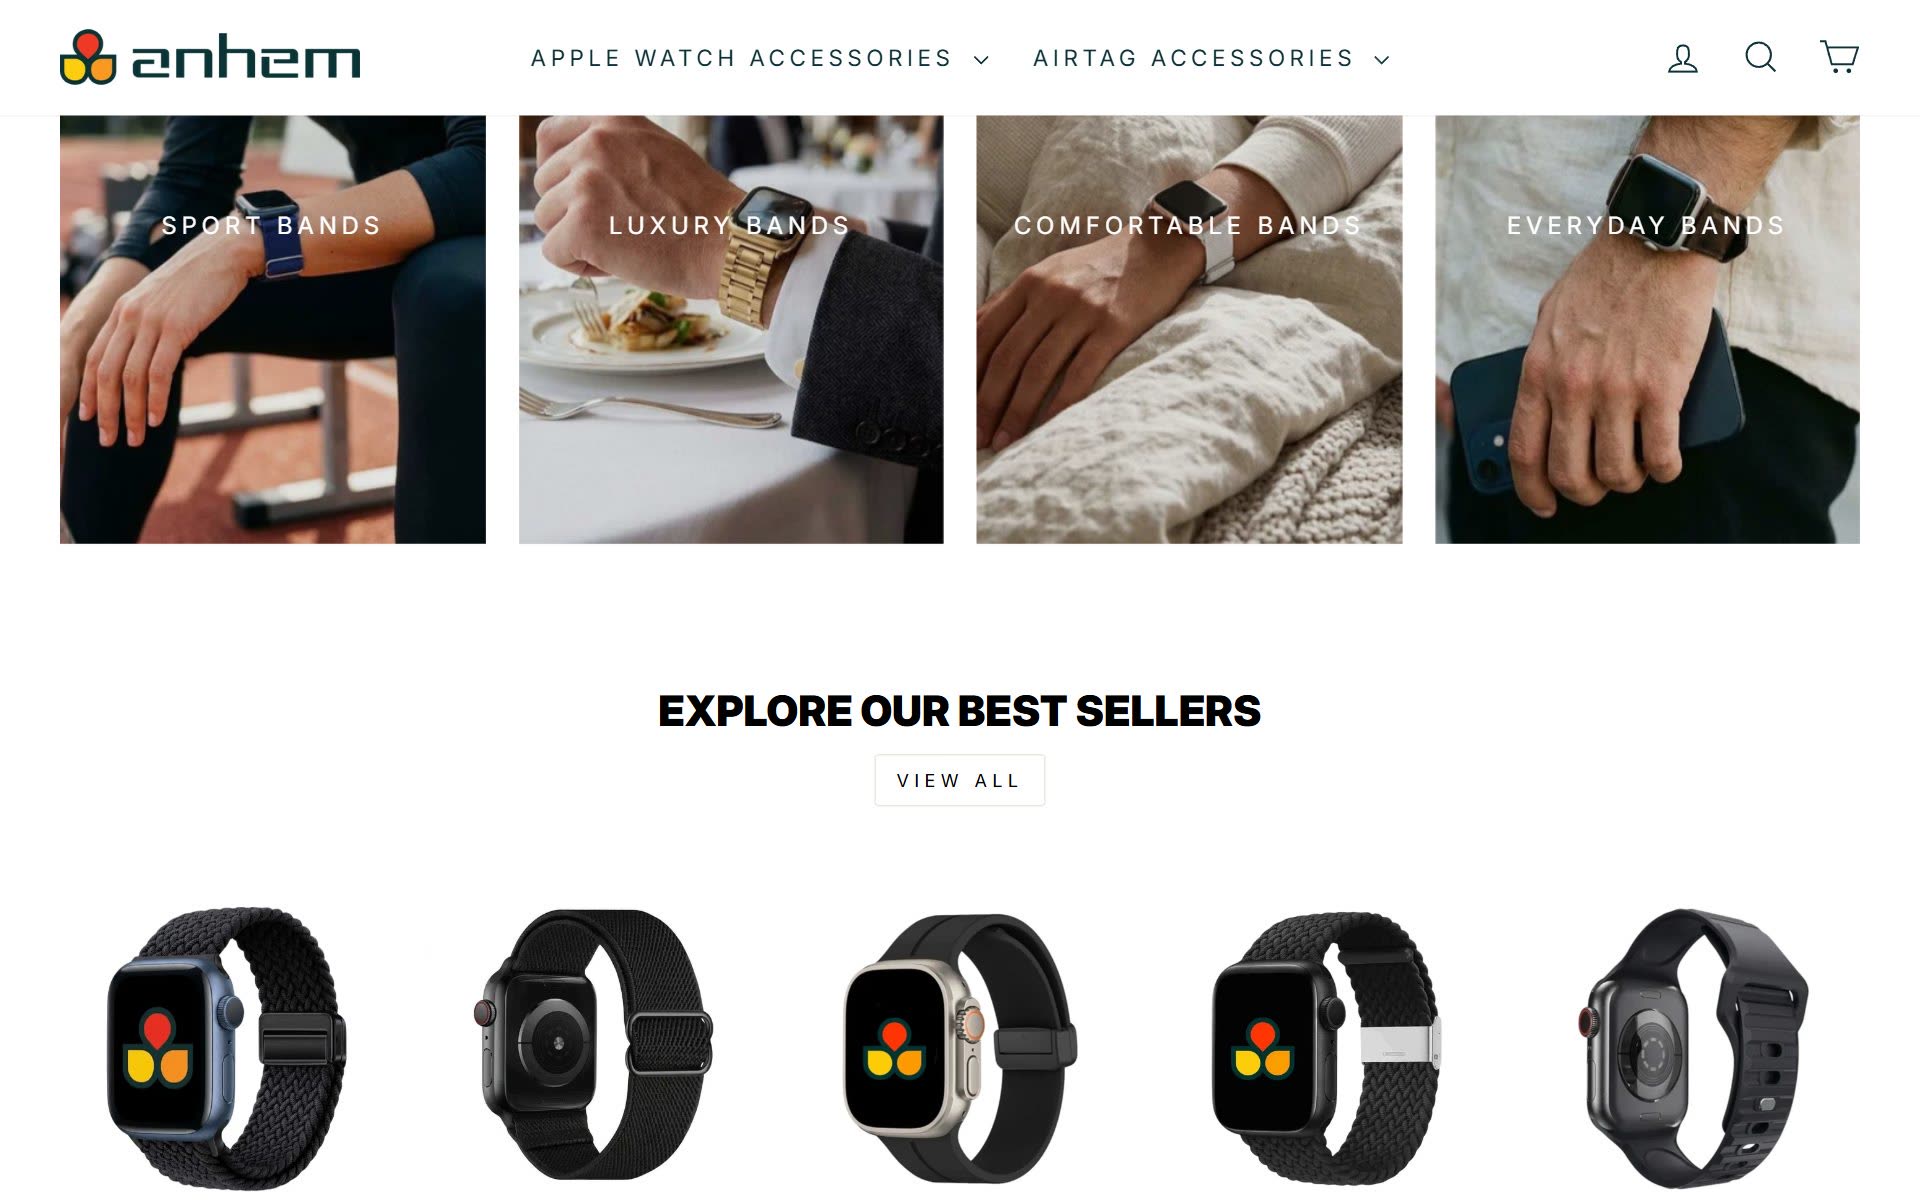 anhem
APPLE WATCH ACCESSORIES
AIRTAG ACCESSORIES
SPORT BANDS
LUXURY BANDS
COMFORTABLE BANDS
EVERYDAY BANDS
EXPLORE OUR BEST SELLERS
VIEW ALL